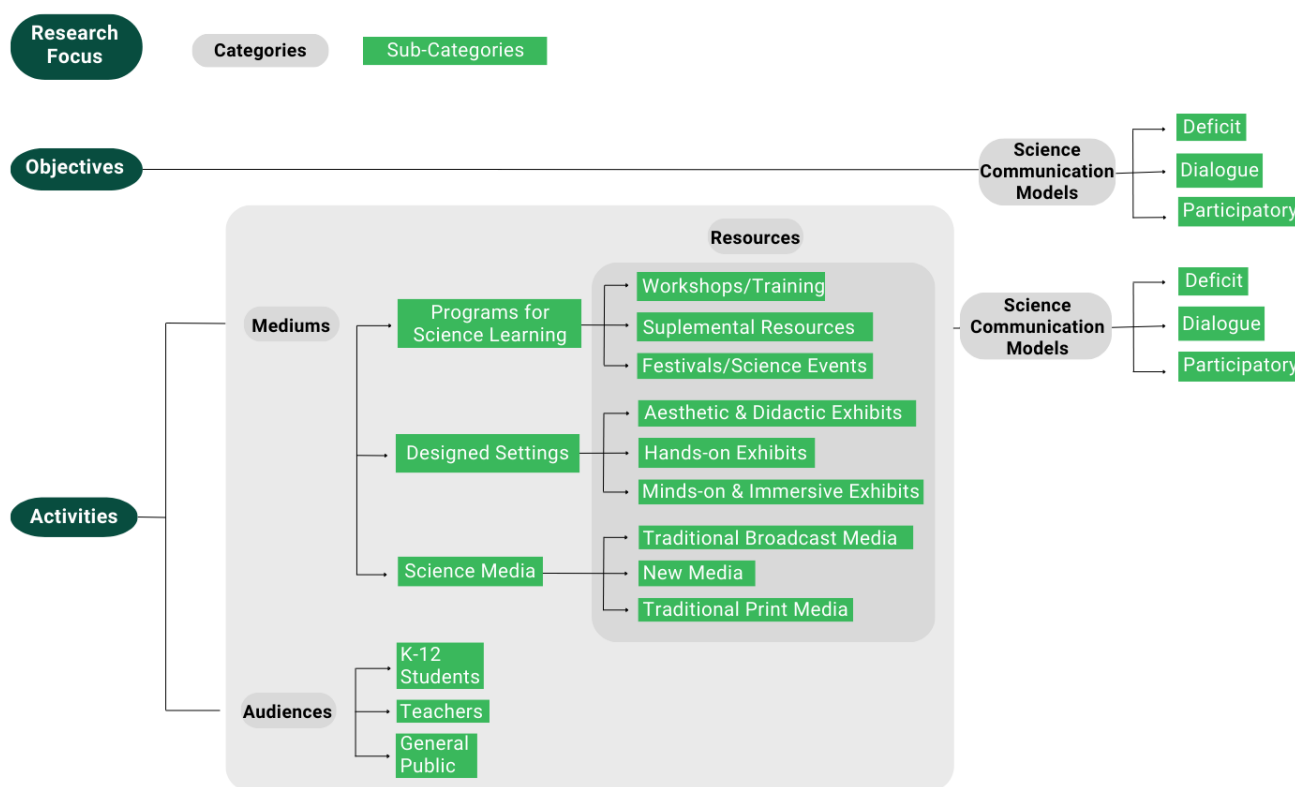 Research
Focus
Categories
Sub-Categories
Objectives
Science
Communication
Models
Deficit
Dialogue
Participatory
Resources
Mediums
Programs for
Science Learning
Workshops/Training
Suplemental Resources
Festivals/Science Events
Science
Communication
Models
Deficit
Dialogue
Participatory
Designed Settings
Aesthetic & Didactic Exhibits
Hands-on Exhibits
Minds-on & Immersive Exhibits
Activities
Science Media
Traditional Broadcast Media
New Media
Traditional Print Media
Audiences
K-12
Students
Teachers
General
Public